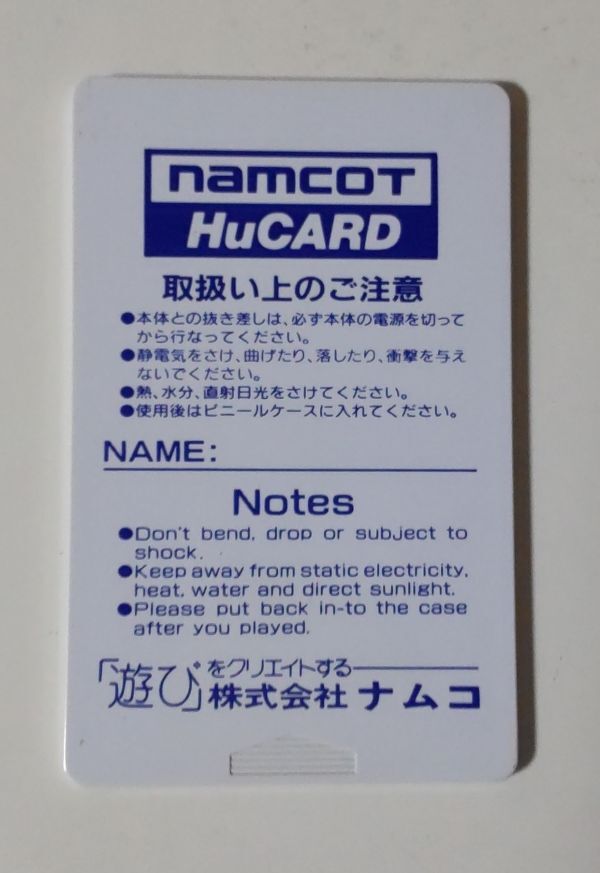 namcoT
HuCARD
取扱い上のご注意
●本体との抜き差しは、必ず本体の電源を切って
から行なってください。
●静電気をさけ、曲げたり、落したり、衝撃を与え
ないでください。
●熱、水分、直射日光をさけてください。
●使用後はビニールケースに入れてください。
NAME:
Notes
●Don't bend, drop or subject to
shock.
●Keep away from static electricity,
heat, water and direct sunlight.
●Please put back in-to the case
after you played.
「遊び」をクリエイトする
株式会社ナムコ